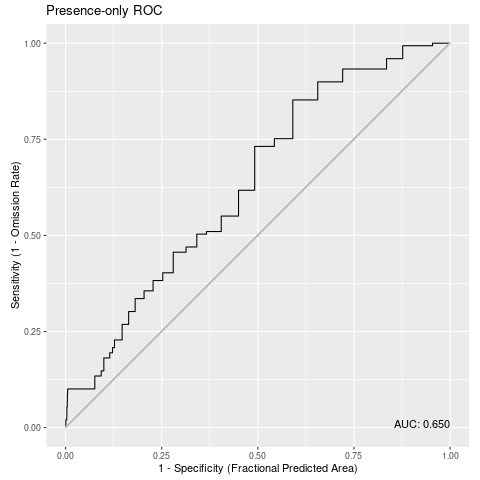 Presence-only ROC
1.00
0.75
0.50
0.25
0.00
Sensitivity (1 - Omission Rate)
AUC: 0.650
0.00 0.25 0.50 0.75 1.00
1 - Specificity (Fractional Predicted Area)